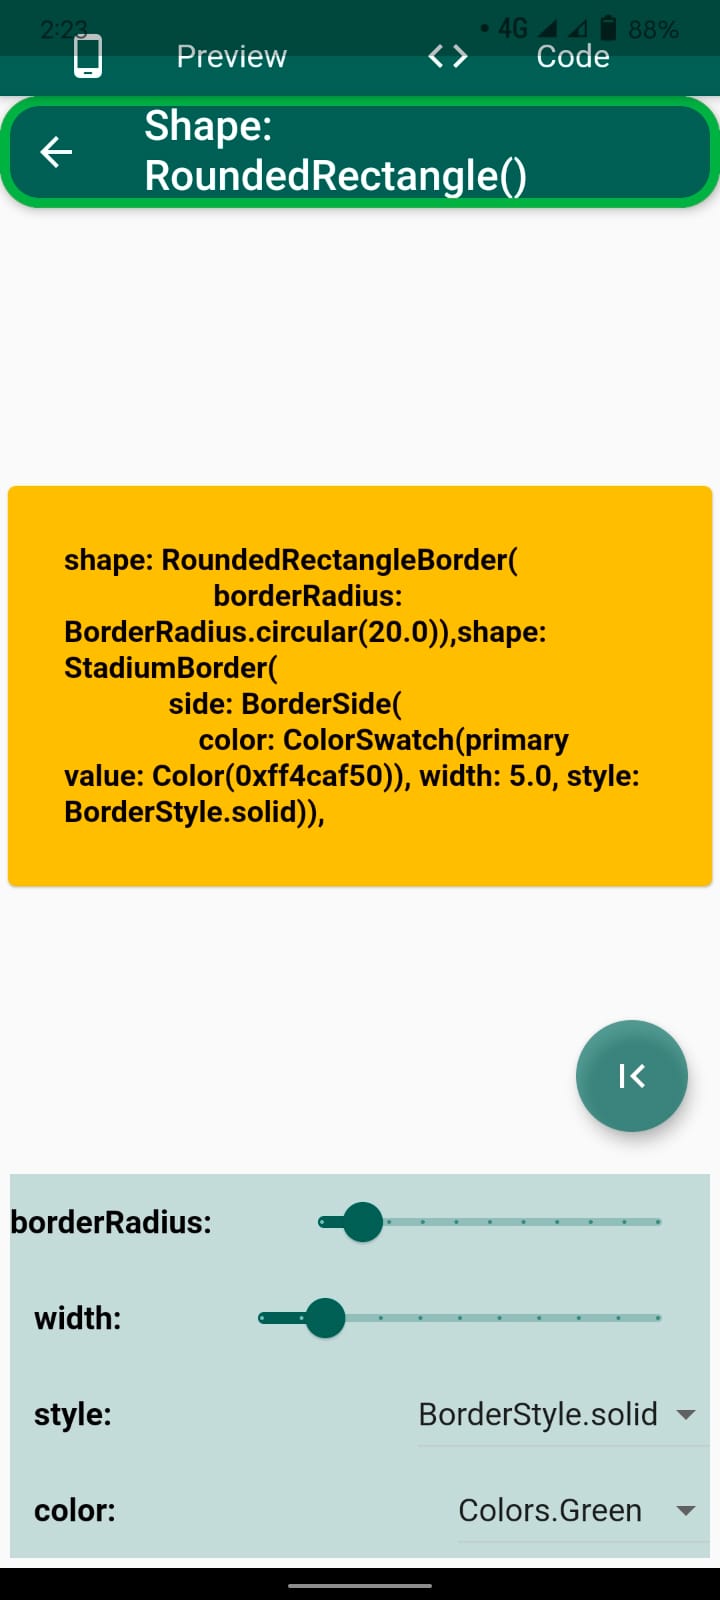 2:23 4G 88%
Preview <> Code
Shape:
RoundedRectangle()
shape: RoundedRectangleBorder(
borderRadius:
BorderRadius.circular(20.0)),shape:
StadiumBorder(
side: BorderSide(
color: ColorSwatch(primary
value: Color(0xff4caf50)), width: 5.0, style:
BorderStyle.solid)),
borderRadius:
width:
style: BorderStyle.solid
color: Colors.Green